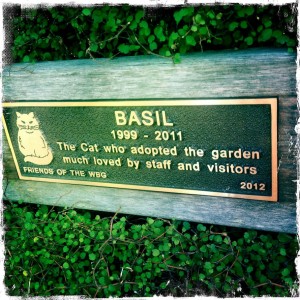 BASIL
1999 - 2011
The Cat who adopted the garden
much loved by staff and visitors
FRIENDS OF THE WBG
2012